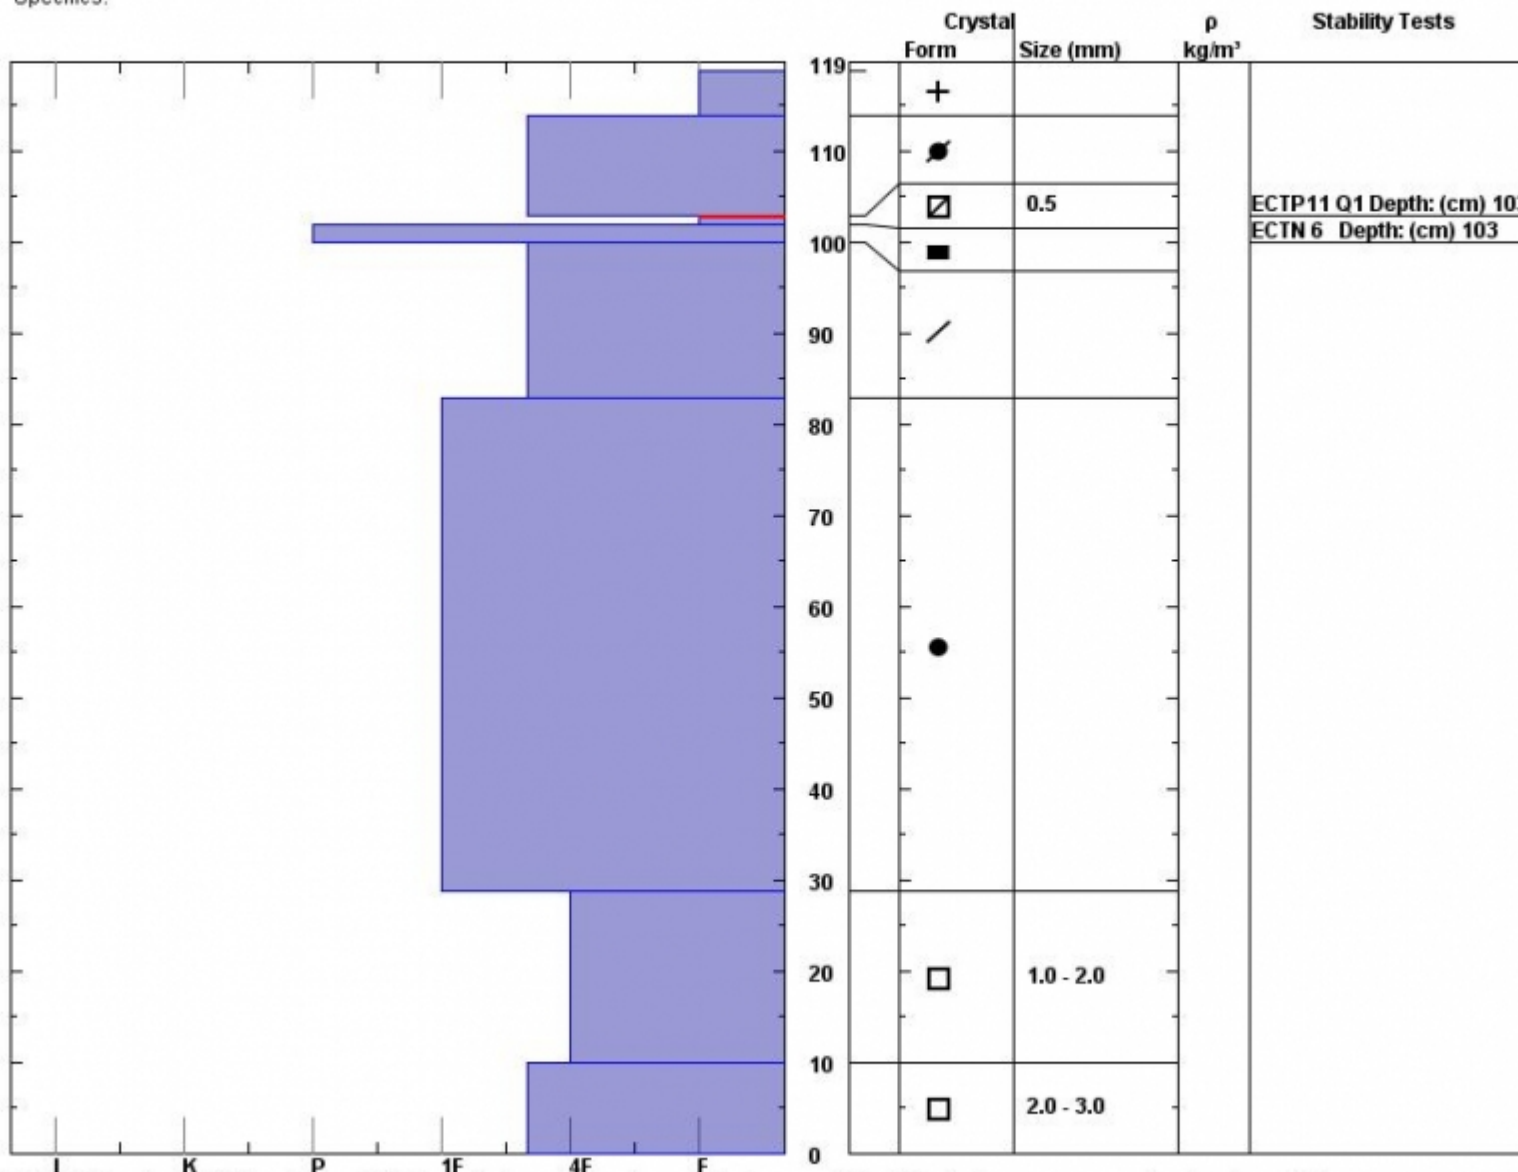 Specifics:
Crystal ρ Stability Tests
Form Size (mm) kg/m³
119
110
0.5 ECTP11 Q1 Depth: (cm) 103
ECTN 6 Depth: (cm) 103
100
90
80
70
60
50
40
30
20 1.0 - 2.0
10
2.0 - 3.0
0
I K P 1F 4F F